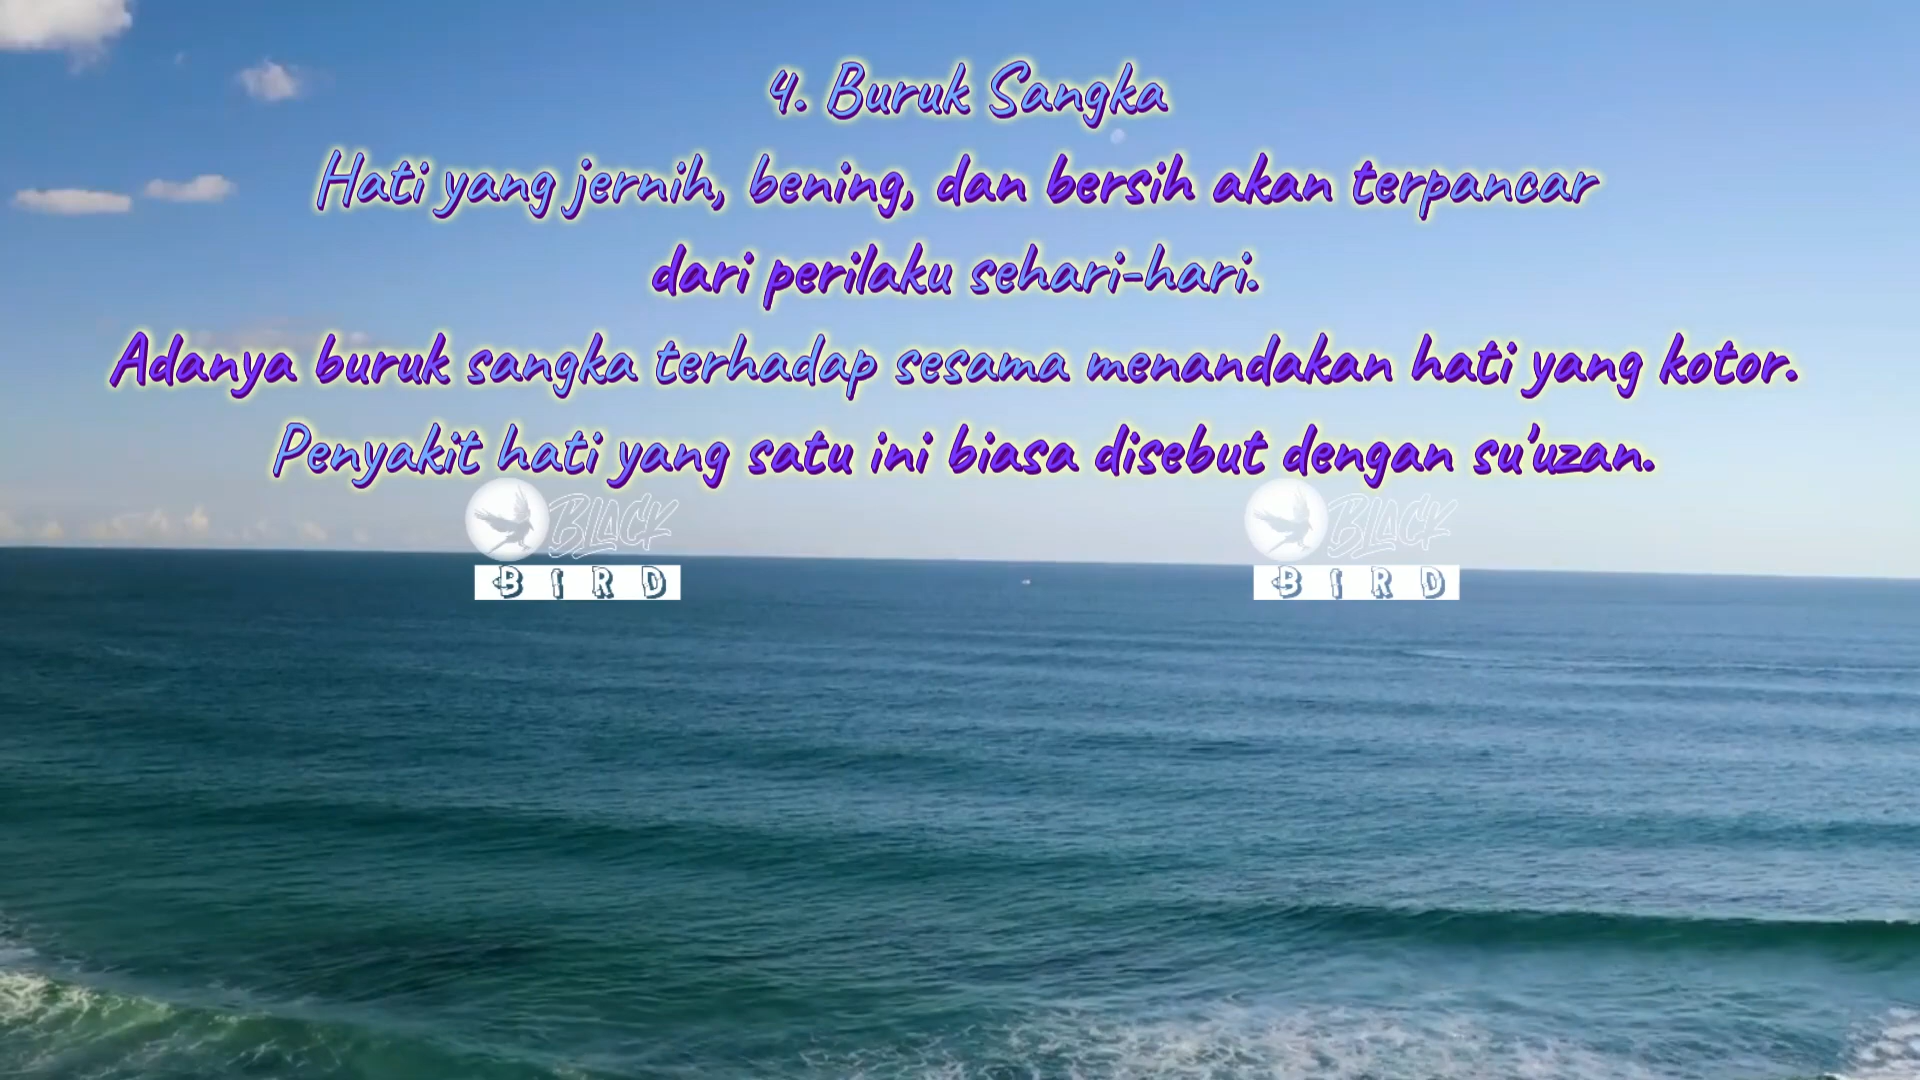 4. Buruk Sangka
Hati yang jernih, bening, dan bersih akan terpancar
dari perilaku sehari-hari.
Adanya buruk sangka terhadap sesama menandakan hati yang kotor.
Penyakit hati yang satu ini biasa disebut dengan su'uzan.
BLACK BLACK
BIRD BIRD